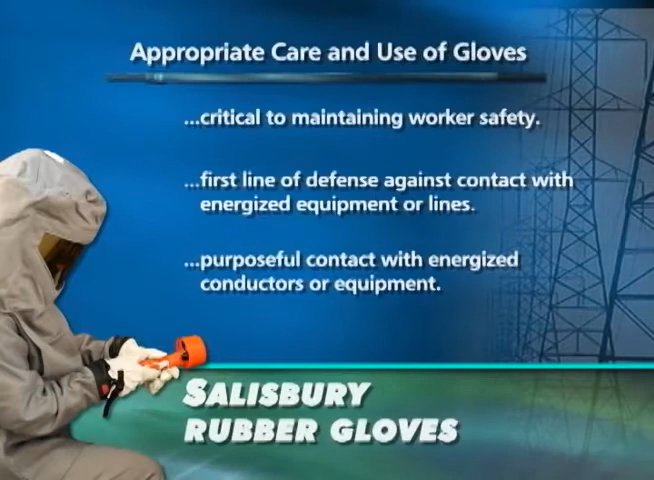 Appropriate Care and Use of Gloves
...critical to maintaining worker safety.
...first line of defense against contact with
energized equipment or lines.
...purposeful contact with energized
conductors or equipment.
SALISBURY
RUBBER GLOVES